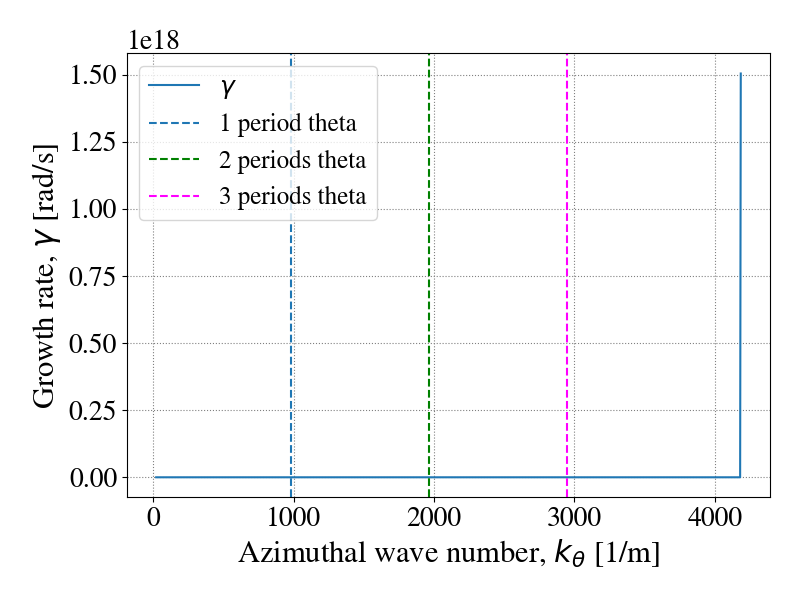 1e18
1.50
1.25
1.00
0.75
0.50
0.25
0.00
Growth rate, γ [rad/s]
γ
1 period theta
2 periods theta
3 periods theta
0 1000 2000 3000 4000
Azimuthal wave number, k_θ [1/m]